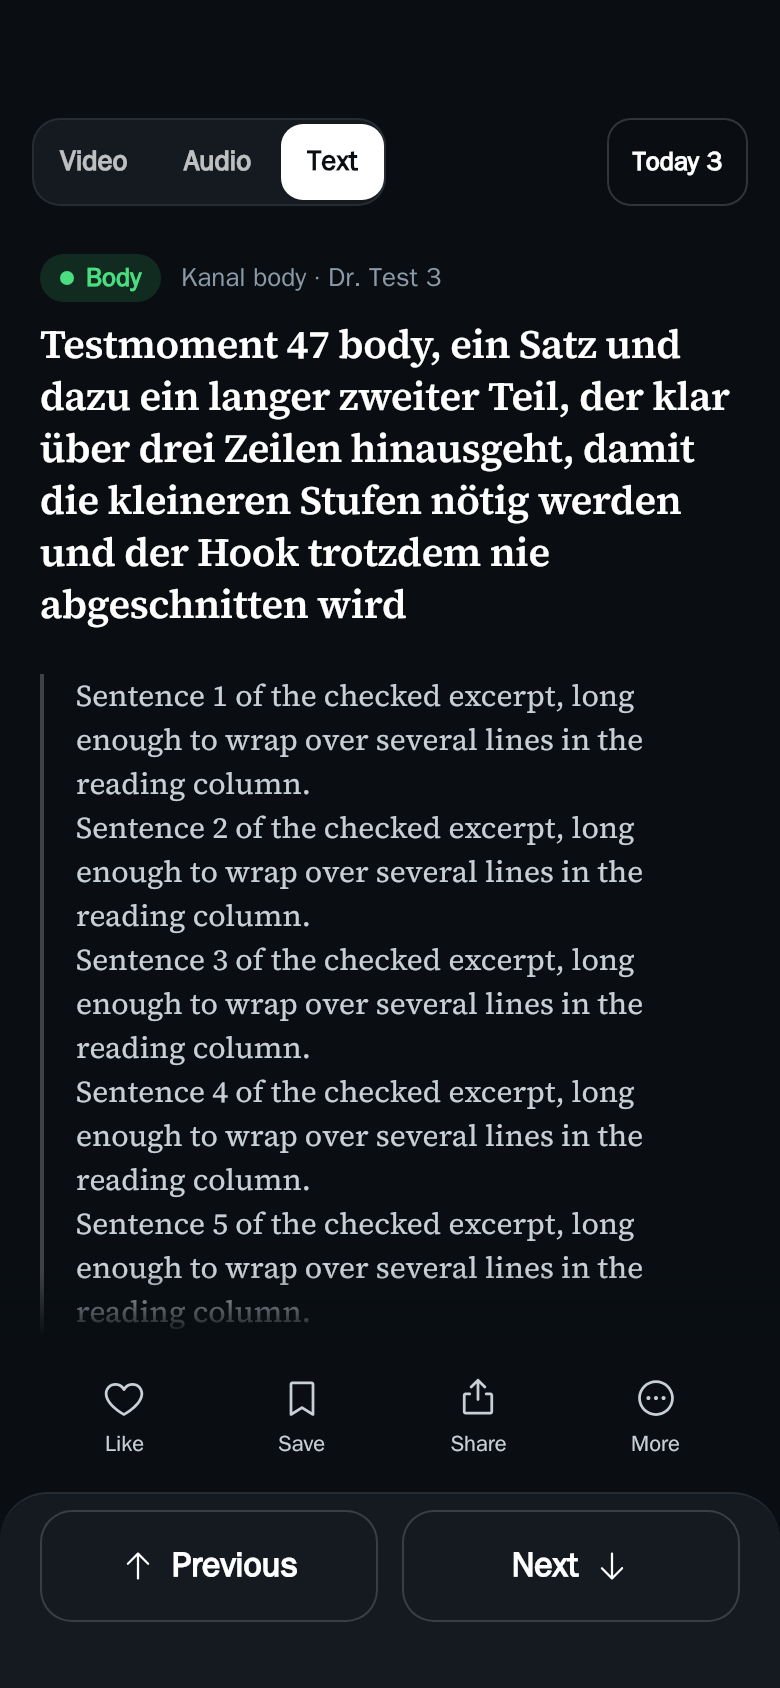 Video Audio Text Today 3
Body Kanal body · Dr. Test 3
Testmoment 47 body, ein Satz und
dazu ein langer zweiter Teil, der klar
über drei Zeilen hinausgeht, damit
die kleineren Stufen nötig werden
und der Hook trotzdem nie
abgeschnitten wird
Sentence 1 of the checked excerpt, long
enough to wrap over several lines in the
reading column.
Sentence 2 of the checked excerpt, long
enough to wrap over several lines in the
reading column.
Sentence 3 of the checked excerpt, long
enough to wrap over several lines in the
reading column.
Sentence 4 of the checked excerpt, long
enough to wrap over several lines in the
reading column.
Sentence 5 of the checked excerpt, long
enough to wrap over several lines in the
reading column.
Like Save Share More
Previous Next